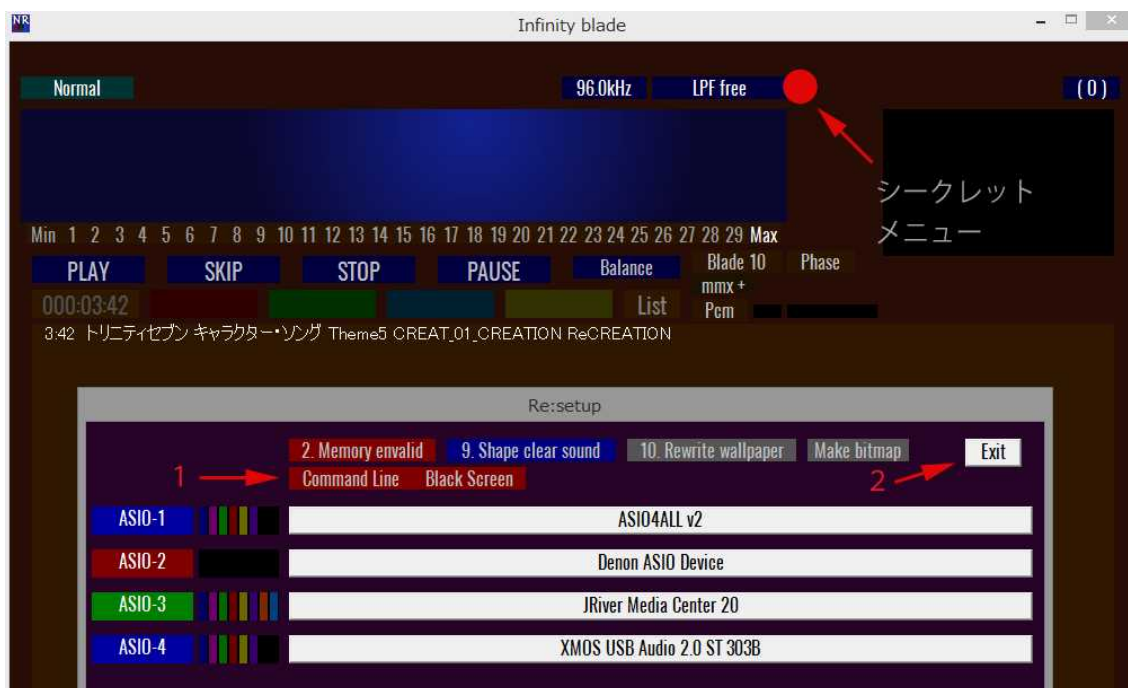 NR
Infinity blade
Normal 96.0kHz LPF free ( 0 )
シークレット
メニュー
Min 1 2 3 4 5 6 7 8 9 10 11 12 13 14 15 16 17 18 19 20 21 22 23 24 25 26 27 28 29 Max
PLAY SKIP STOP PAUSE Balance Blade 10 Phase
mmx +
000:03:42 List Pcm
3:42 トリニティセブン キャラクター・ソング Theme5 CREAT_01_CREATION ReCREATION
Re:setup
2. Memory envalid 9. Shape clear sound 10. Rewrite wallpaper Make bitmap Exit
1 Command Line Black Screen 2
ASIO-1 ASIO4ALL v2
ASIO-2 Denon ASIO Device
ASIO-3 JRiver Media Center 20
ASIO-4 XMOS USB Audio 2.0 ST 303B